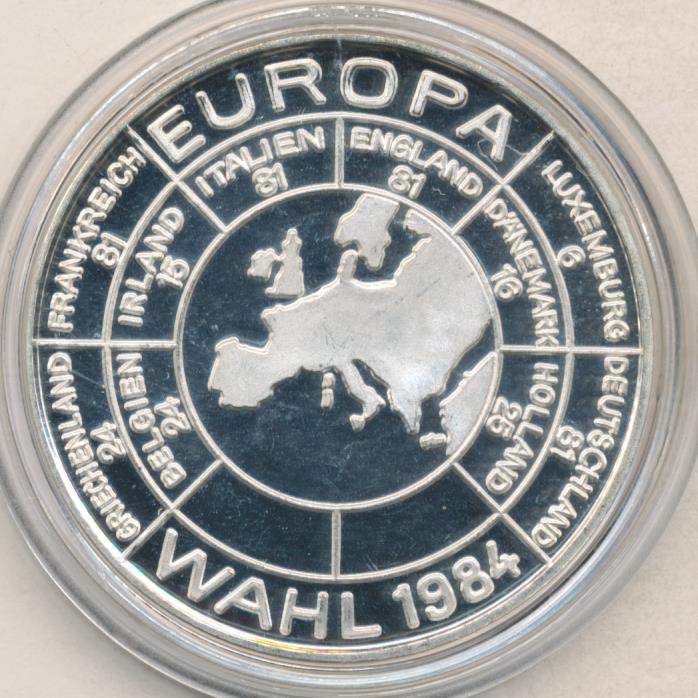 EUROPA
ITALIEN
81
ENGLAND
81
FRANKREICH
81
IRLAND
15
DÄNEMARK
16
LUXEMBURG
6
GRIECHENLAND
24
BELGIEN
24
HOLLAND
25
DEUTSCHLAND
81
WAHL 1984